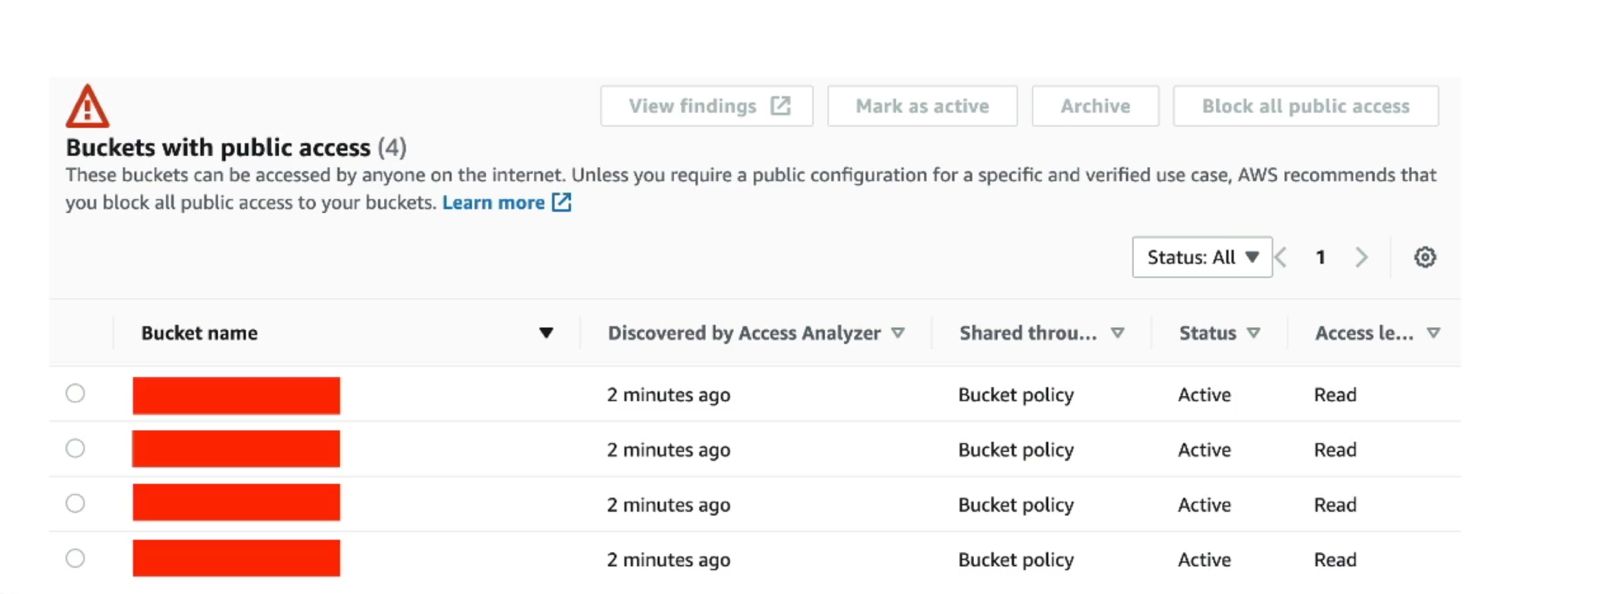 View findings
Mark as active
Archive
Block all public access
Buckets with public access (4)
These buckets can be accessed by anyone on the internet. Unless you require a public configuration for a specific and verified use case, AWS recommends that
you block all public access to your buckets. Learn more
Status: All
1
Bucket name Discovered by Access Analyzer Shared throu... Status Access le...
2 minutes ago Bucket policy Active Read
2 minutes ago Bucket policy Active Read
2 minutes ago Bucket policy Active Read
2 minutes ago Bucket policy Active Read